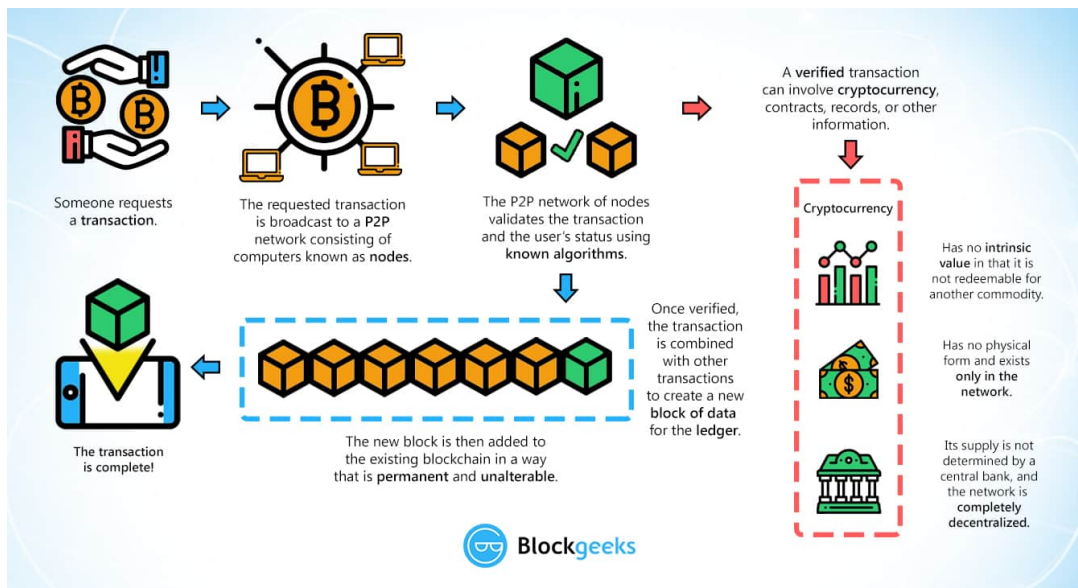 Someone requests
a transaction.
The requested transaction
is broadcast to a P2P
network consisting of
computers known as nodes.
The P2P network of nodes
validates the transaction
and the user's status using
known algorithms.
A verified transaction
can involve cryptocurrency,
contracts, records, or other
information.
Cryptocurrency
Has no intrinsic
value in that it is
not redeemable for
another commodity.
Has no physical
form and exists
only in the
network.
Its supply is not
determined by a
central bank, and
the network is
completely
decentralized.
Once verified,
the transaction
is combined
with other
transactions
to create a new
block of data
for the ledger.
The new block is then added to
the existing blockchain in a way
that is permanent and unalterable.
The transaction
is complete!
Blockgeeks